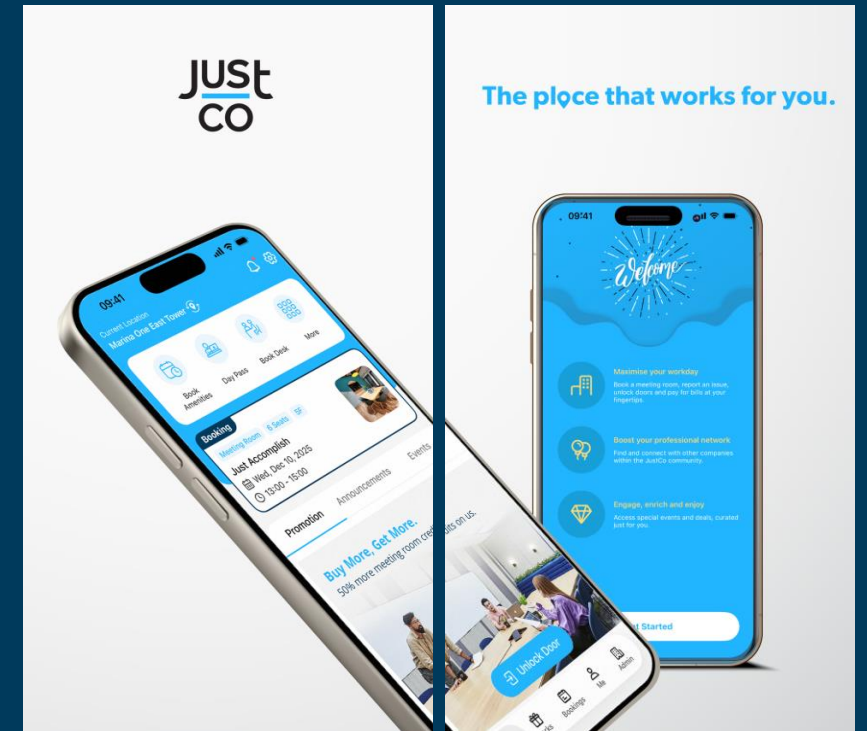 JUSt
CO
09:41
Current Location
Marina One East Tower
Book
Amenities
Day Pass
Book Desk
More
Booking
Meeting Room
6 Seats
5F
Just Accomplish
Wed, Dec 10, 2025
13:00 - 15:00
Promotion
Announcements
Events
Buy More, Get More.
50% more meeting room credits on us.
Unlock Door
Bookings
Me
Admin
The place that works for you.
09:41
Welcome
Maximise your workday
Book a meeting room, report an issue,
unlock doors and pay for bills at your
fingertips.
Boost your professional network
Find and connect with other companies
within the JustCo community.
Engage, enrich and enjoy
Access special events and deals, curated
just for you.
Started